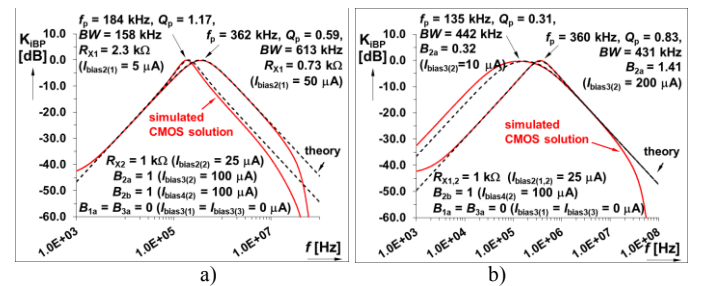 f_p = 184 kHz, Q_p = 1.17,
BW = 158 kHz
R_X1 = 2.3 kΩ
(I_bias2(1) = 5 µA)
f_p = 362 kHz, Q_p = 0.59,
BW = 613 kHz
R_X1 = 0.73 kΩ
(I_bias2(1) = 50 µA)
K_iBP
[dB]
10.0
0.0
-10.0
-20.0
-30.0
-40.0
-50.0
-60.0
simulated
CMOS solution
theory
R_X2 = 1 kΩ (I_bias2(2) = 25 µA)
B_2a = 1 (I_bias3(2) = 100 µA)
B_2b = 1 (I_bias4(2) = 100 µA)
B_1a = B_3a = 0 (I_bias3(1) = I_bias3(3) = 0 µA)
1.0E+03
1.0E+05
1.0E+07
f [Hz]
a)
f_p = 135 kHz, Q_p = 0.31,
BW = 442 kHz
B_2a = 0.32
(I_bias3(2)=10 µA)
f_p = 360 kHz, Q_p = 0.83,
BW = 431 kHz
B_2a = 1.41
(I_bias3(2) = 200 µA)
K_iBP
[dB]
10.0
0.0
-10.0
-20.0
-30.0
-40.0
-50.0
-60.0
simulated
CMOS solution
theory
R_X1,2 = 1 kΩ (I_bias2(1,2) = 25 µA)
B_2b = 1 (I_bias4(2) = 100 µA)
B_1a = B_3a = 0 (I_bias3(1) = I_bias3(3) = 0 µA)
1.0E+03
1.0E+04
1.0E+05
1.0E+06
1.0E+07
1.0E+08
f [Hz]
b)